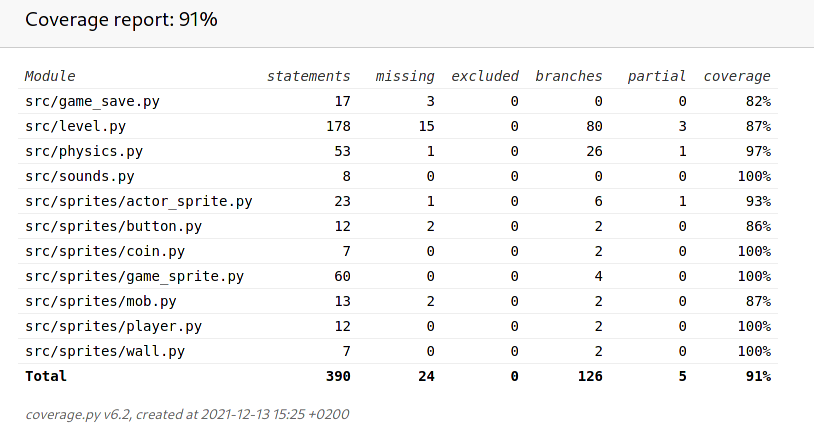 Coverage report: 91%
Module statements missing excluded branches partial coverage
src/game_save.py 17 3 0 0 0 82%
src/level.py 178 15 0 80 3 87%
src/physics.py 53 1 0 26 1 97%
src/sounds.py 8 0 0 0 0 100%
src/sprites/actor_sprite.py 23 1 0 6 1 93%
src/sprites/button.py 12 2 0 2 0 86%
src/sprites/coin.py 7 0 0 2 0 100%
src/sprites/game_sprite.py 60 0 0 4 0 100%
src/sprites/mob.py 13 2 0 2 0 87%
src/sprites/player.py 12 0 0 2 0 100%
src/sprites/wall.py 7 0 0 2 0 100%
Total 390 24 0 126 5 91%
coverage.py v6.2, created at 2021-12-13 15:25 +0200